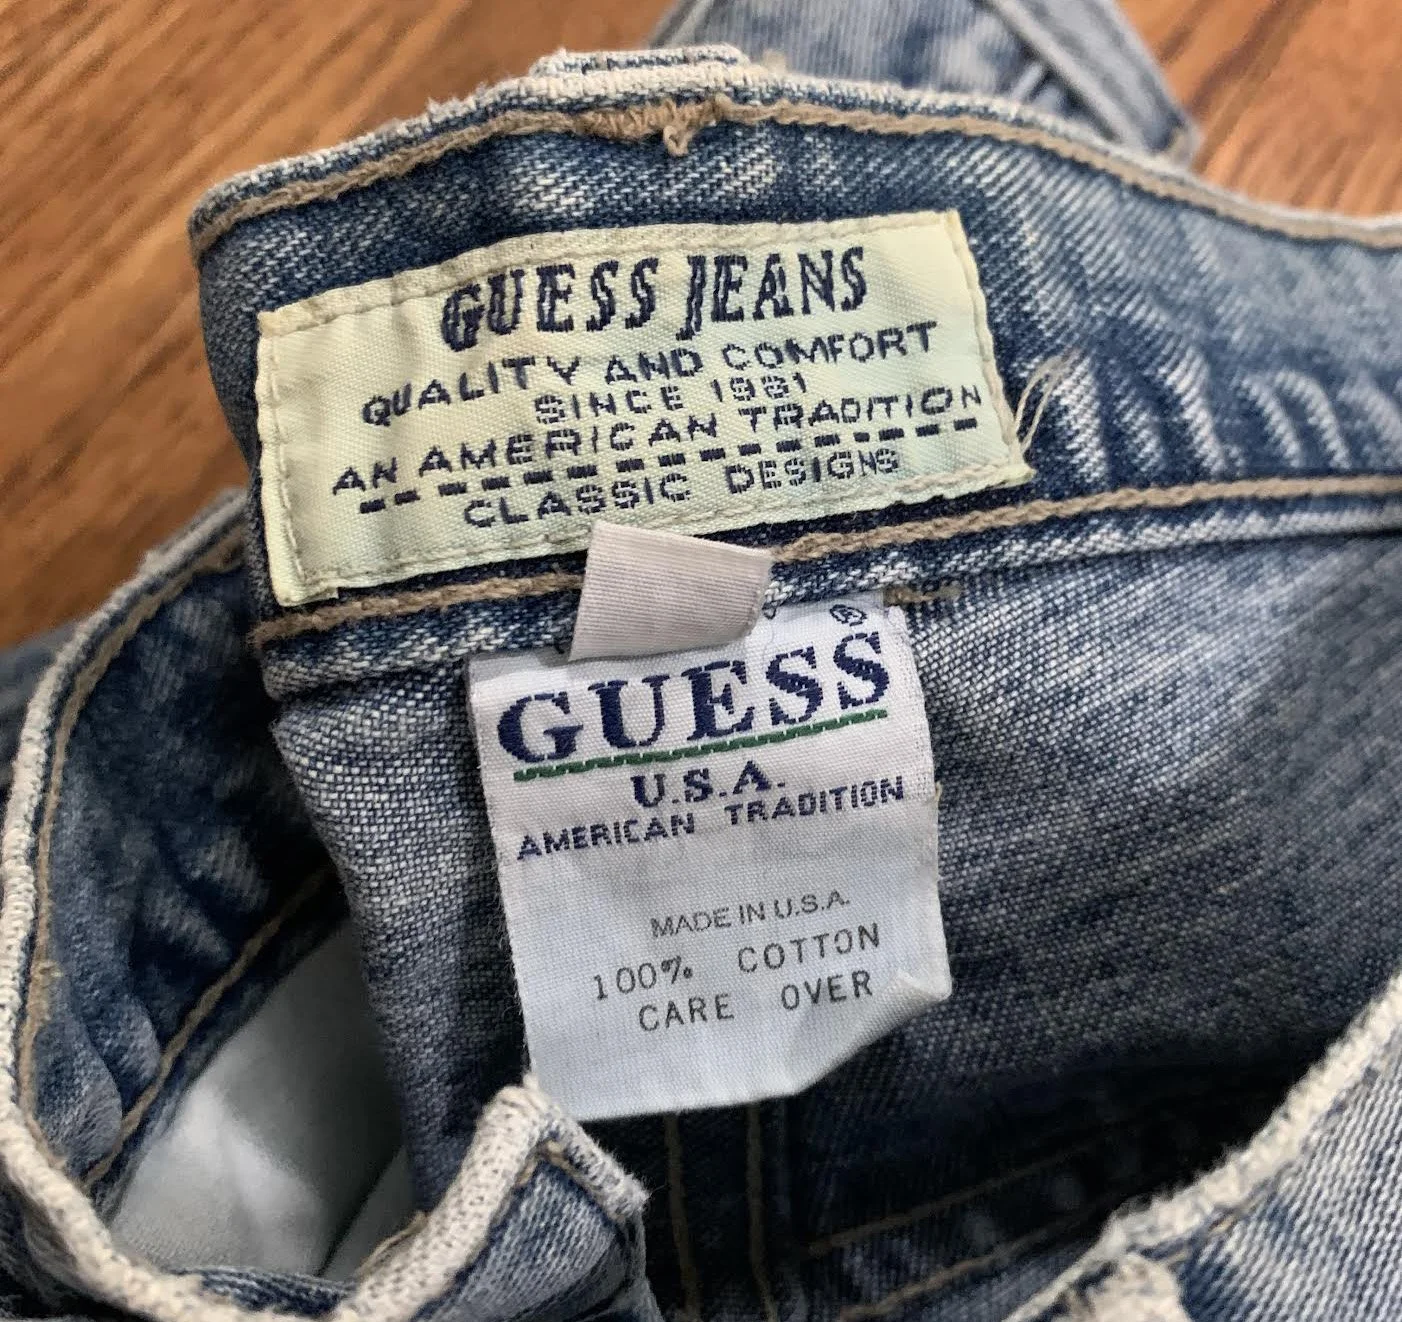 GUESS JEANS
QUALITY AND COMFORT
SINCE 1981
AN AMERICAN TRADITION
CLASSIC DESIGNS
®
GUESS
U.S.A.
AMERICAN TRADITION
MADE IN U.S.A.
100% COTTON
CARE OVER